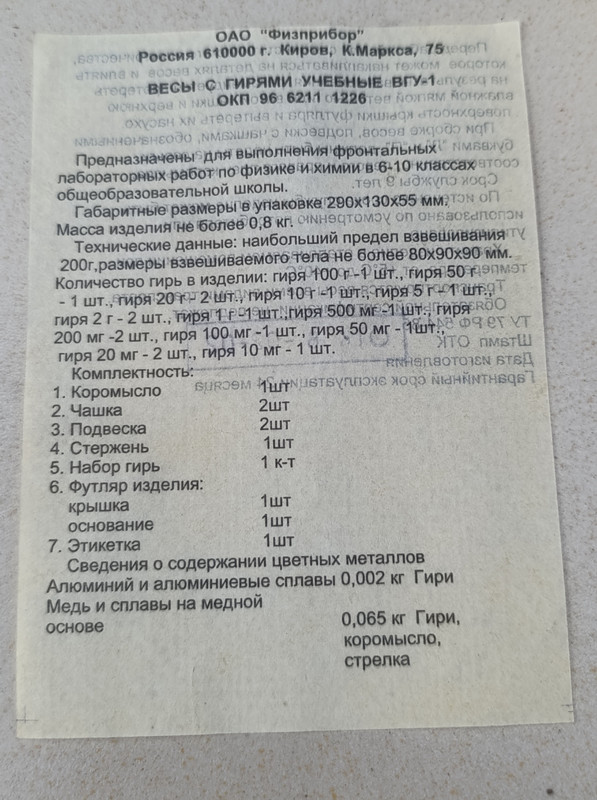 ОАО "Физприбор"
Россия 610000 г. Киров, К.Маркса, 75
ВЕСЫ С ГИРЯМИ УЧЕБНЫЕ ВГУ-1
ОКП 96 6211 1226
Предназначены для выполнения фронтальных
лабораторных работ по физике и химии в 6-10 классах
общеобразовательной школы.
Габаритные размеры в упаковке 290х130х55 мм.
Масса изделия не более 0,8 кг.
Технические данные: наибольший предел взвешивания
200г,размеры взвешиваемого тела не более 80х90х90 мм.
Количество гирь в изделии: гиря 100 г -1 шт., гиря 50 г
- 1 шт., гиря 20 г - 2 шт., гиря 10 г -1 шт., гиря 5 г -1 шт.,
гиря 2 г - 2 шт., гиря 1 г -1 шт.,гиря 500 мг -1 шт., гиря
200 мг -2 шт., гиря 100 мг -1 шт., гиря 50 мг - 1шт.,
гиря 20 мг - 2 шт., гиря 10 мг - 1 шт.
Комплектность:
1. Коромысло 1шт
2. Чашка 2шт
3. Подвеска 2шт
4. Стержень 1шт
5. Набор гирь 1 к-т
6. Футляр изделия:
крышка 1шт
основание 1шт
7. Этикетка 1шт
Сведения о содержании цветных металлов
Алюминий и алюминиевые сплавы 0,002 кг Гири
Медь и сплавы на медной
основе 0,065 кг Гири,
коромысло,
стрелка